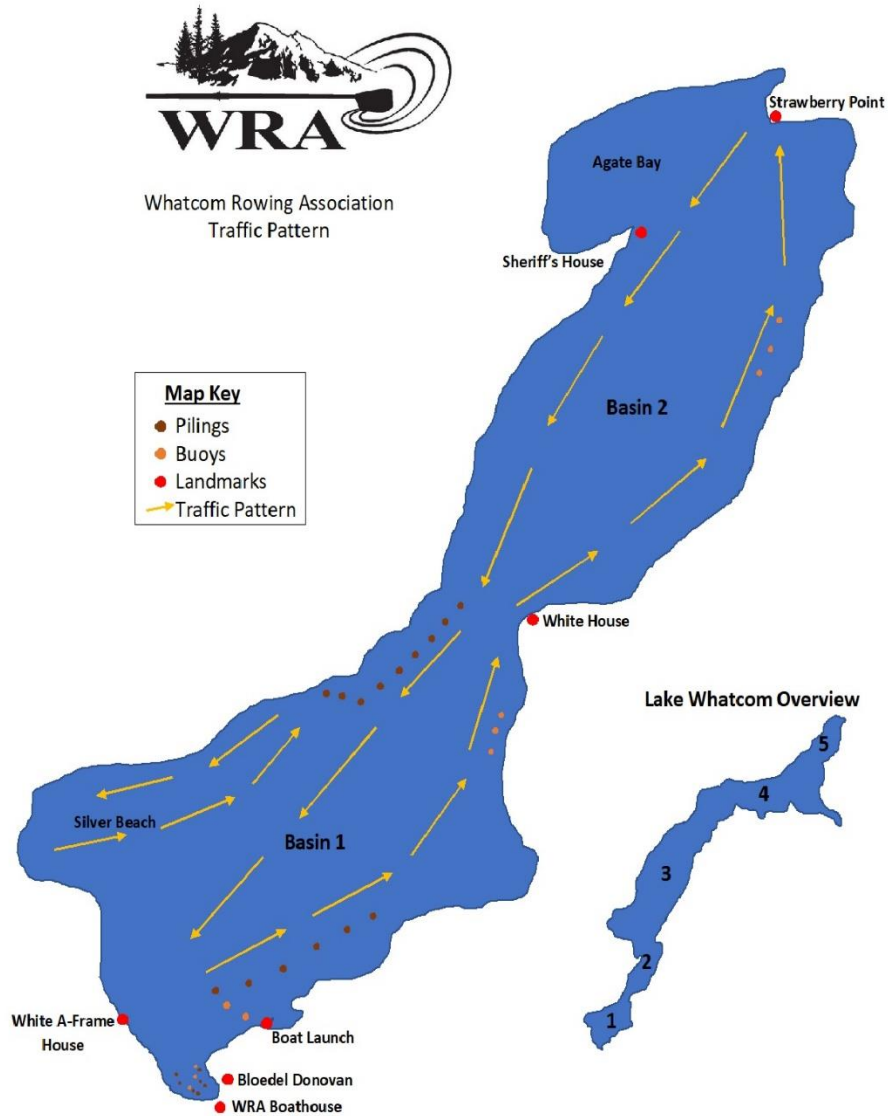 WRA
Whatcom Rowing Association
Traffic Pattern
Strawberry Point
Agate Bay
Sheriff's House
Map Key
Pilings
Buoys
Landmarks
Traffic Pattern
Basin 2
White House
Lake Whatcom Overview
5
4
3
2
1
Silver Beach
Basin 1
White A-Frame
House
Boat Launch
Bloedel Donovan
WRA Boathouse